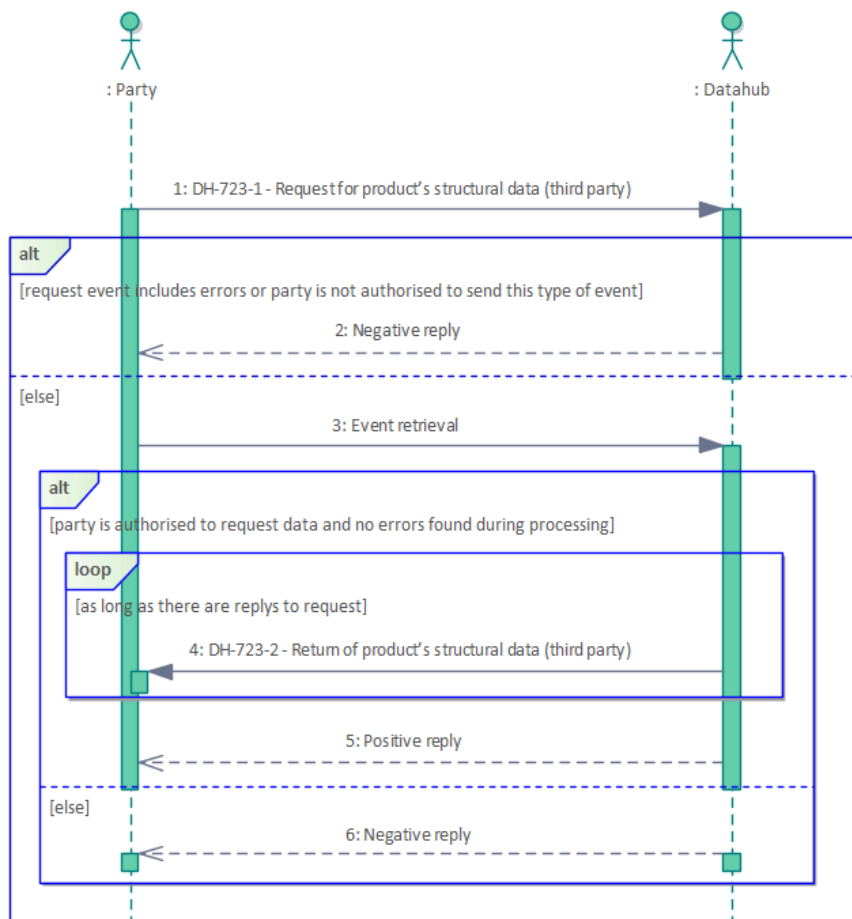 : Party
: Datahub
1: DH-723-1 - Request for product's structural data (third party)
alt
[request event includes errors or party is not authorised to send this type of event]
2: Negative reply
[else]
3: Event retrieval
alt
[party is authorised to request data and no errors found during processing]
loop
[as long as there are replys to request]
4: DH-723-2 - Return of product's structural data (third party)
5: Positive reply
[else]
6: Negative reply